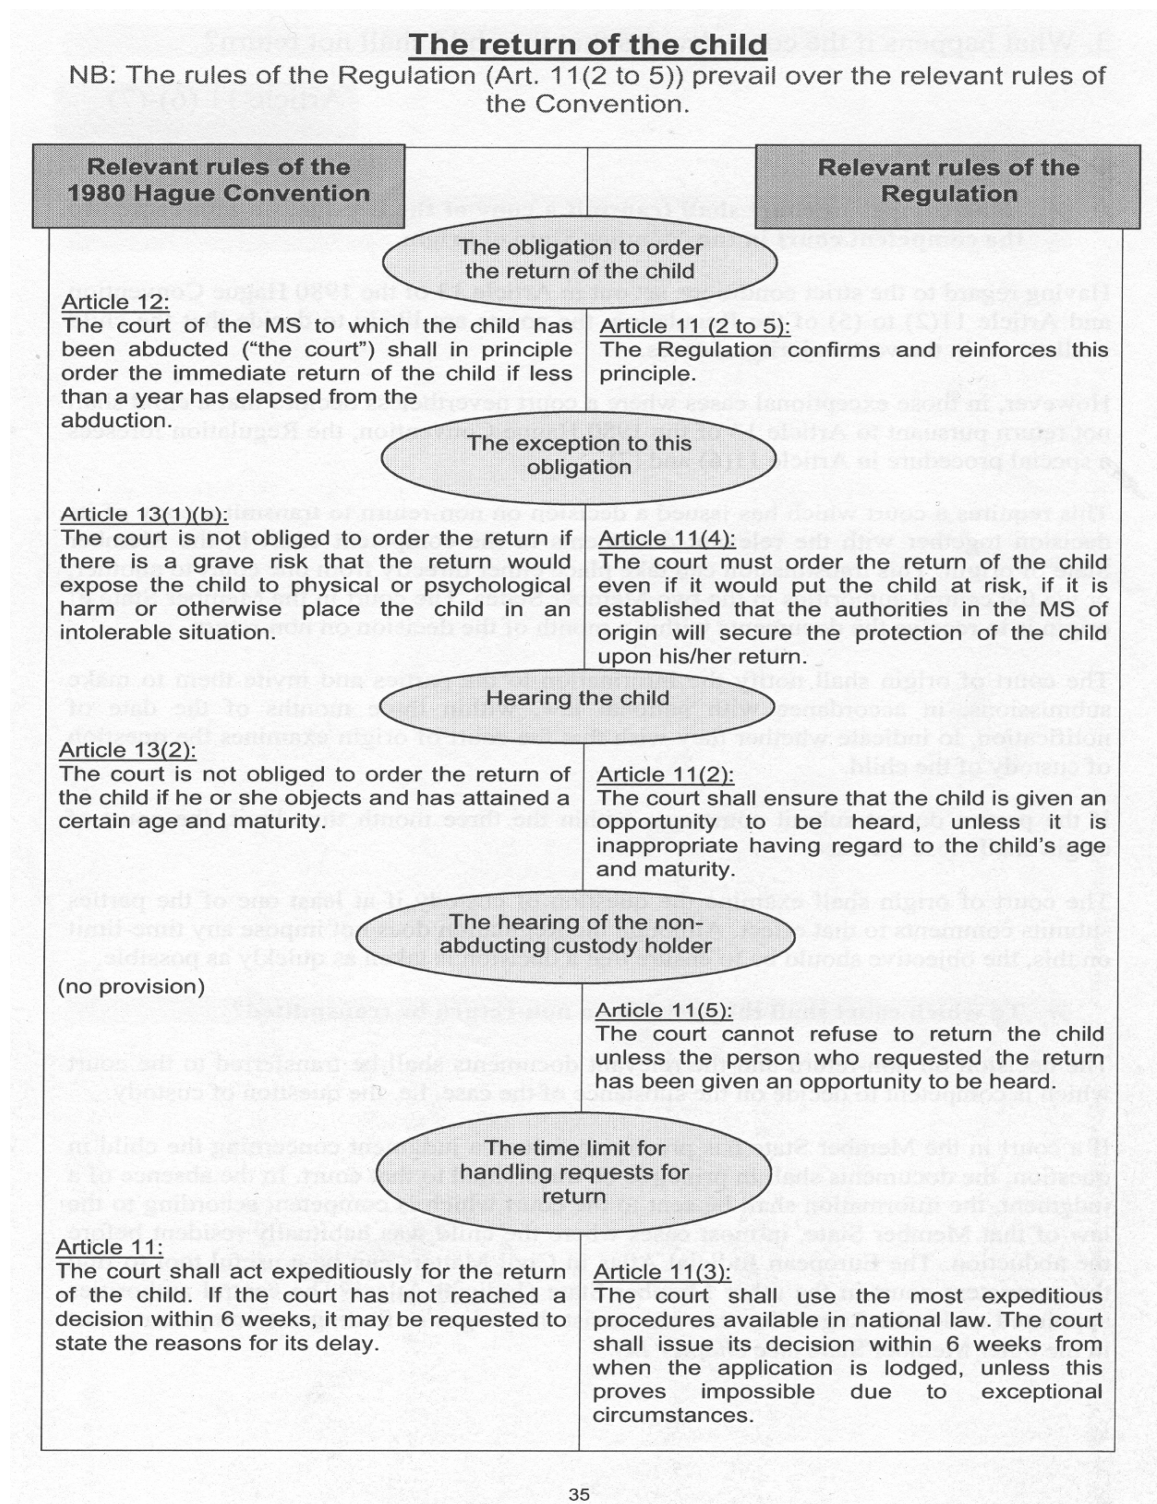 The return of the child
NB: The rules of the Regulation (Art. 11(2 to 5)) prevail over the relevant rules of
the Convention.
Relevant rules of the
1980 Hague Convention
Relevant rules of the
Regulation
The obligation to order
the return of the child
Article 12:
The court of the MS to which the child has
been abducted (“the court”) shall in principle
order the immediate return of the child if less
than a year has elapsed from the
abduction.
Article 11 (2 to 5):
The Regulation confirms and reinforces this
principle.
The exception to this
obligation
Article 13(1)(b):
The court is not obliged to order the return if
there is a grave risk that the return would
expose the child to physical or psychological
harm or otherwise place the child in an
intolerable situation.
Article 11(4):
The court must order the return of the child
even if it would put the child at risk, if it is
established that the authorities in the MS of
origin will secure the protection of the child
upon his/her return.
Hearing the child
Article 13(2):
The court is not obliged to order the return of
the child if he or she objects and has attained a
certain age and maturity.
Article 11(2):
The court shall ensure that the child is given an
opportunity to be heard, unless it is
inappropriate having regard to the child’s age
and maturity.
The hearing of the non-
abducting custody holder
(no provision)
Article 11(5):
The court cannot refuse to return the child
unless the person who requested the return
has been given an opportunity to be heard.
The time limit for
handling requests for
return
Article 11:
The court shall act expeditiously for the return
of the child. If the court has not reached a
decision within 6 weeks, it may be requested to
state the reasons for its delay.
Article 11(3):
The court shall use the most expeditious
procedures available in national law. The court
shall issue its decision within 6 weeks from
when the application is lodged, unless this
proves impossible due to exceptional
circumstances.
35